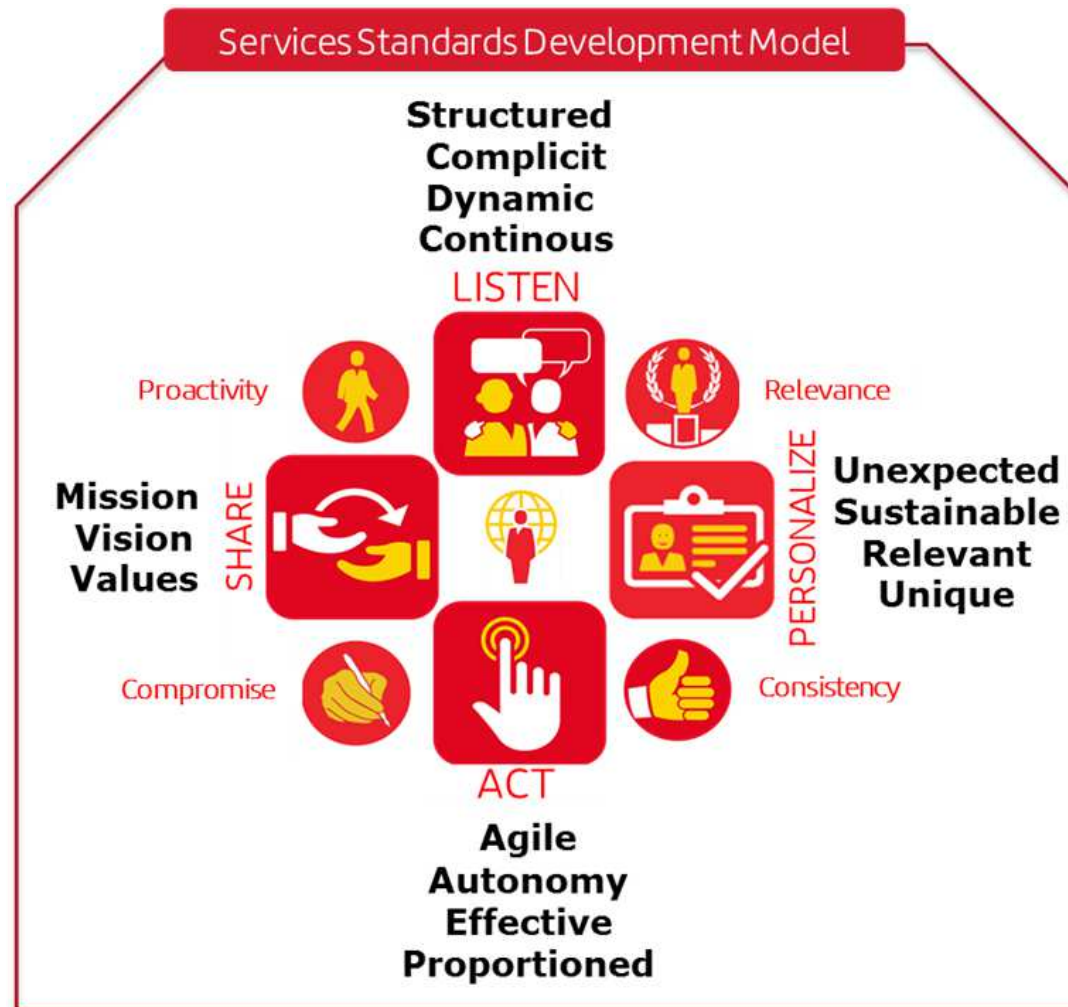 Services Standards Development Model
Structured
Complicit
Dynamic
Continous
LISTEN
Proactivity
Relevance
Mission
Vision
Values
SHARE
PERSONALIZE
Unexpected
Sustainable
Relevant
Unique
Compromise
Consistency
ACT
Agile
Autonomy
Effective
Proportioned